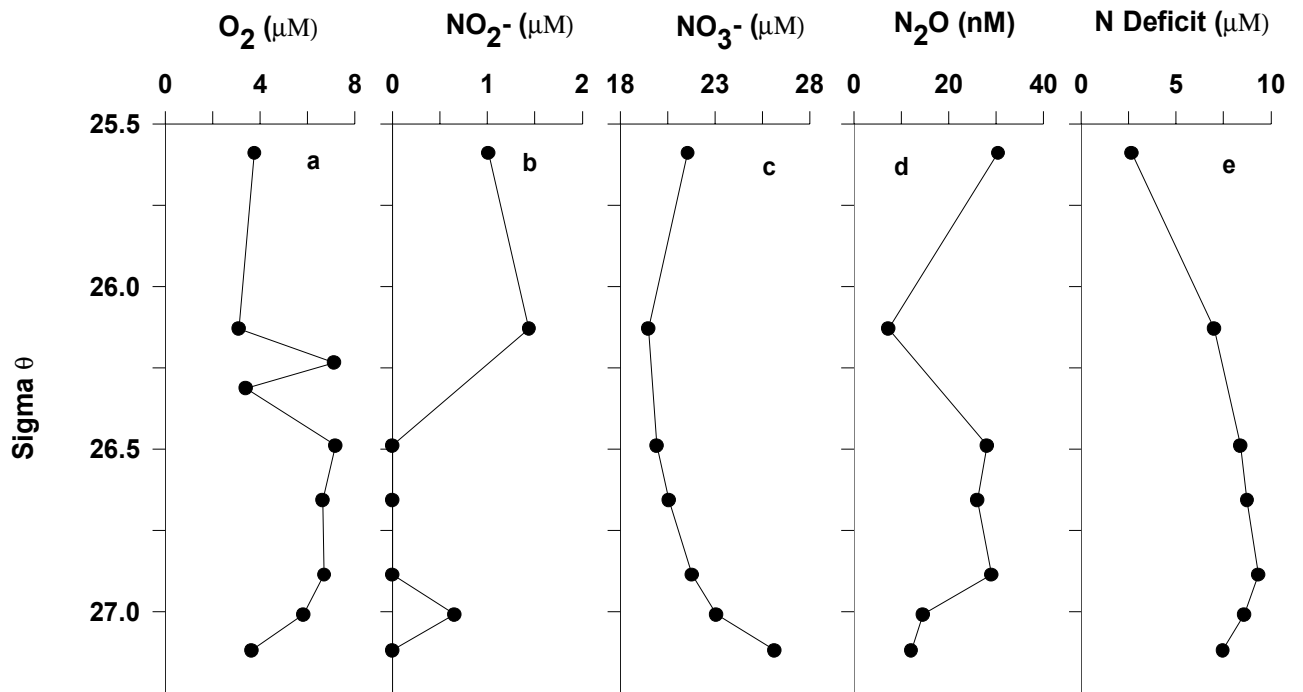 O2 (μM) NO2- (μM) NO3- (μM) N2O (nM) N Deficit (μM)
0 4 8 0 1 2 18 23 28 0 20 40 0 5 10
25.5
a b c d e
26.0
Sigma θ
26.5
27.0